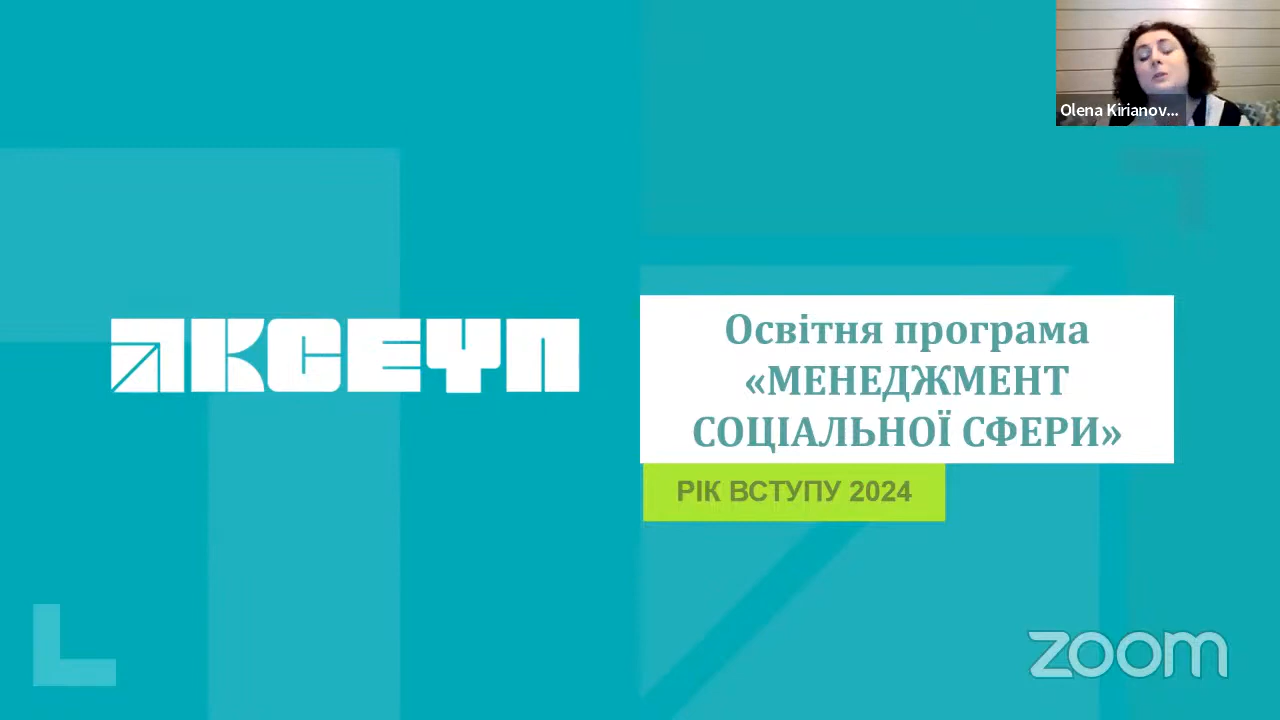 Olena Kirianov...
АКСЕУП
Освітня програма
«МЕНЕДЖМЕНТ
СОЦІАЛЬНОЇ СФЕРИ»
РІК ВСТУПУ 2024
zoom